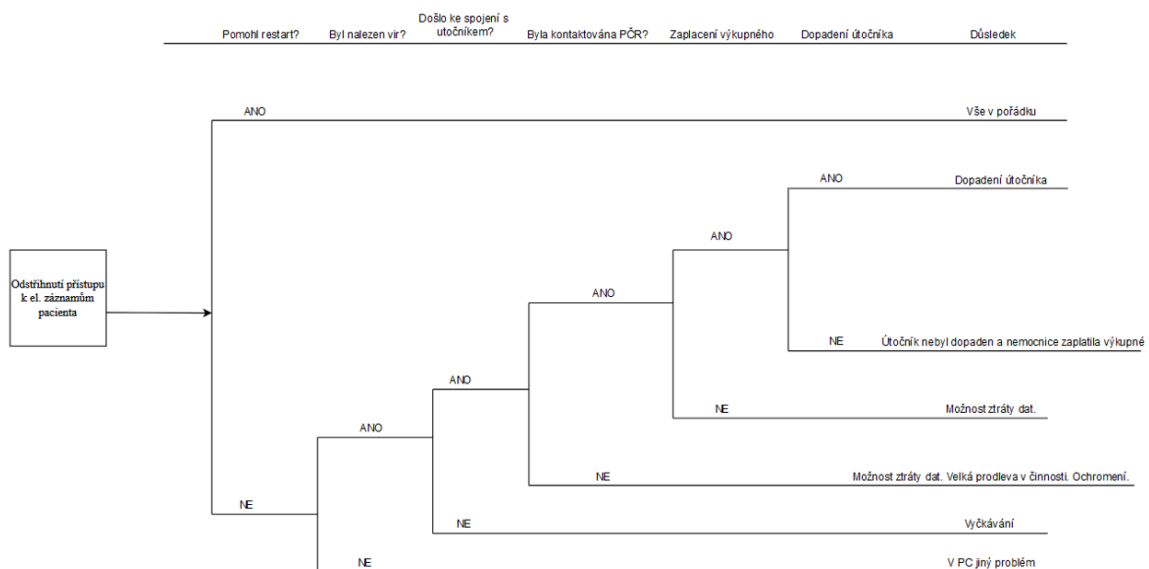 Pomohl restart?
Byl nalezen vir?
Došlo ke spojení s
utočníkem?
Byla kontaktována PČR?
Zaplacení výkupného
Dopadení útočníka
Důsledek
ANO
Vše v pořádku
ANO
Dopadení útočníka
ANO
Odstřihnutí přístupu
k el. záznamům
pacienta
ANO
NE
Útočník nebyl dopaden a nemocnice zaplatila výkupné
ANO
NE
Možnost ztráty dat.
ANO
NE
Možnost ztráty dat. Velká prodleva v činnosti. Ochromení.
NE
NE
Vyčkávání
NE
V PC jiný problém